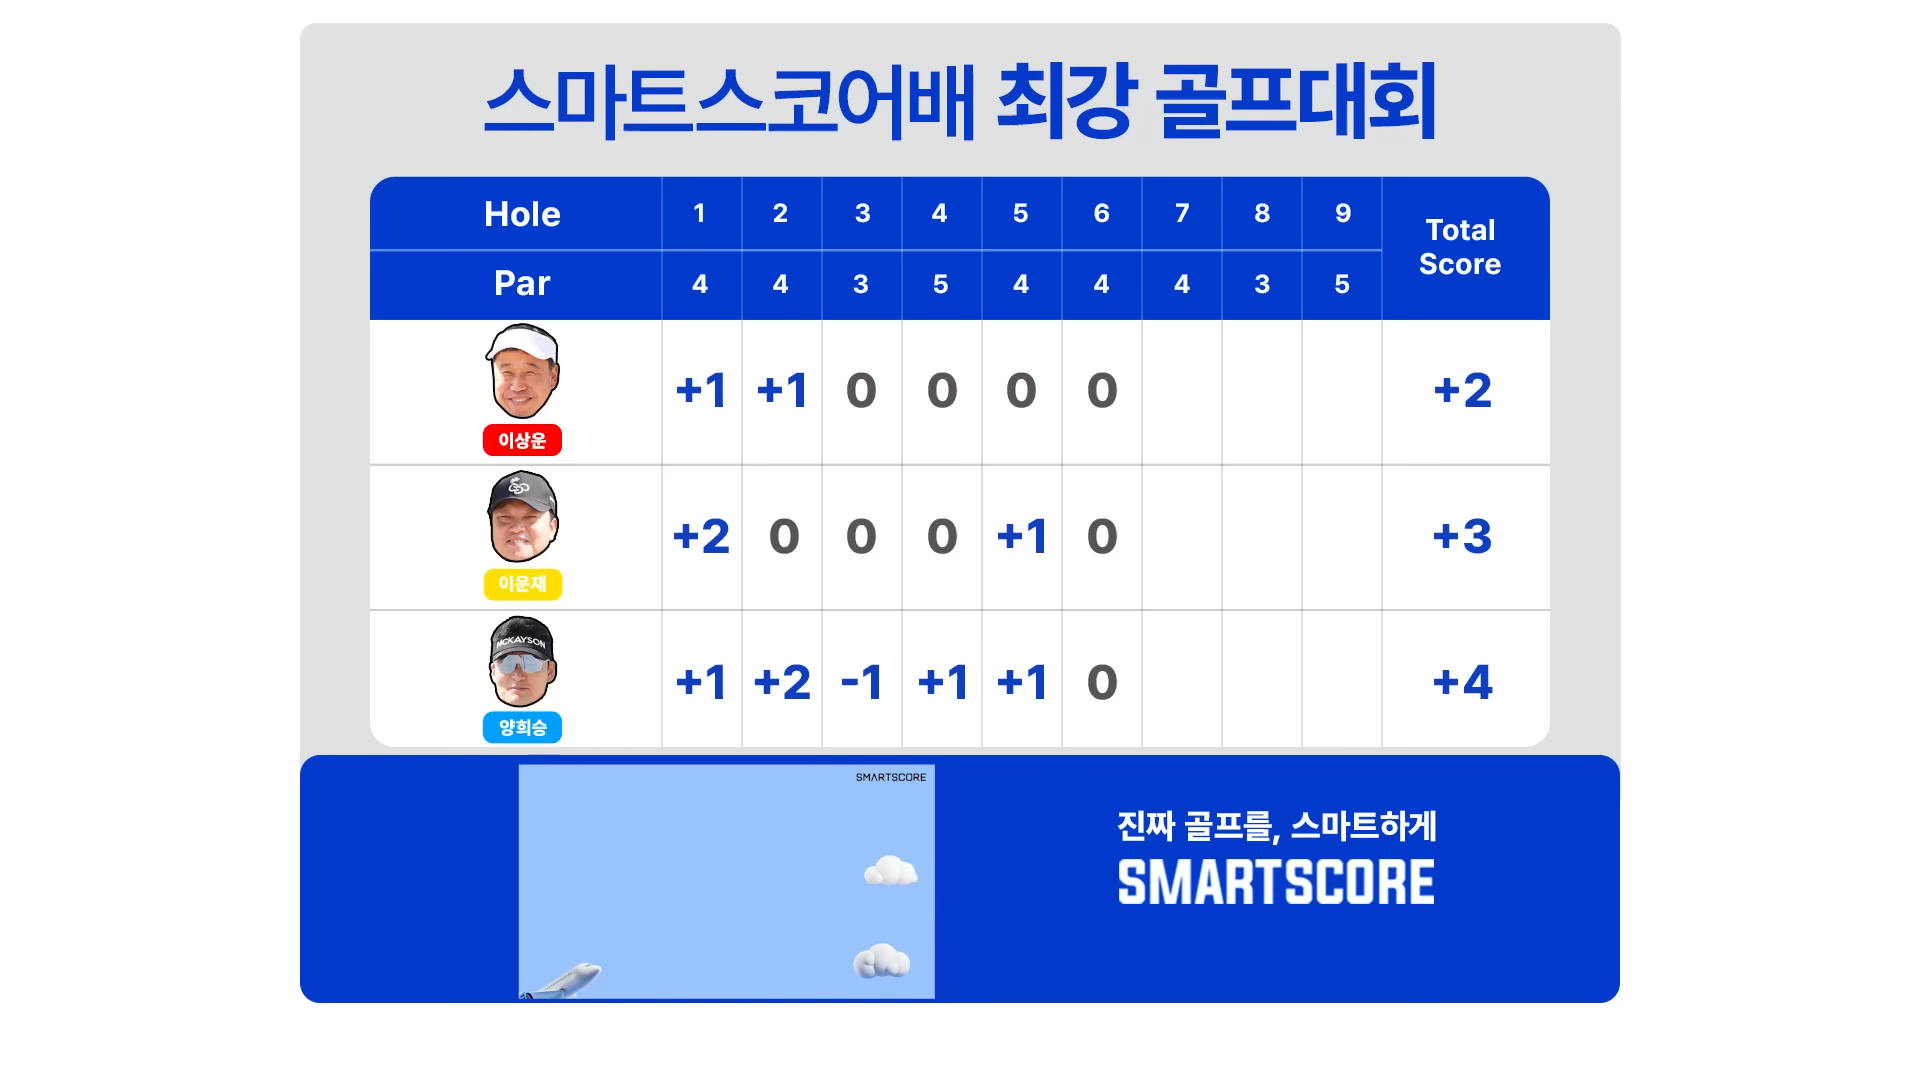 스마트스코어배 최강 골프대회
Hole 1 2 3 4 5 6 7 8 9 Total Score
Par 4 4 3 5 4 4 4 3 5
+1 +1 0 0 0 0 +2
이상운
+2 0 0 0 +1 0 +3
이운재
MCKAYSON
+1 +2 -1 +1 +1 0 +4
양희승
SMARTSCORE
진짜 골프를, 스마트하게
SMARTSCORE